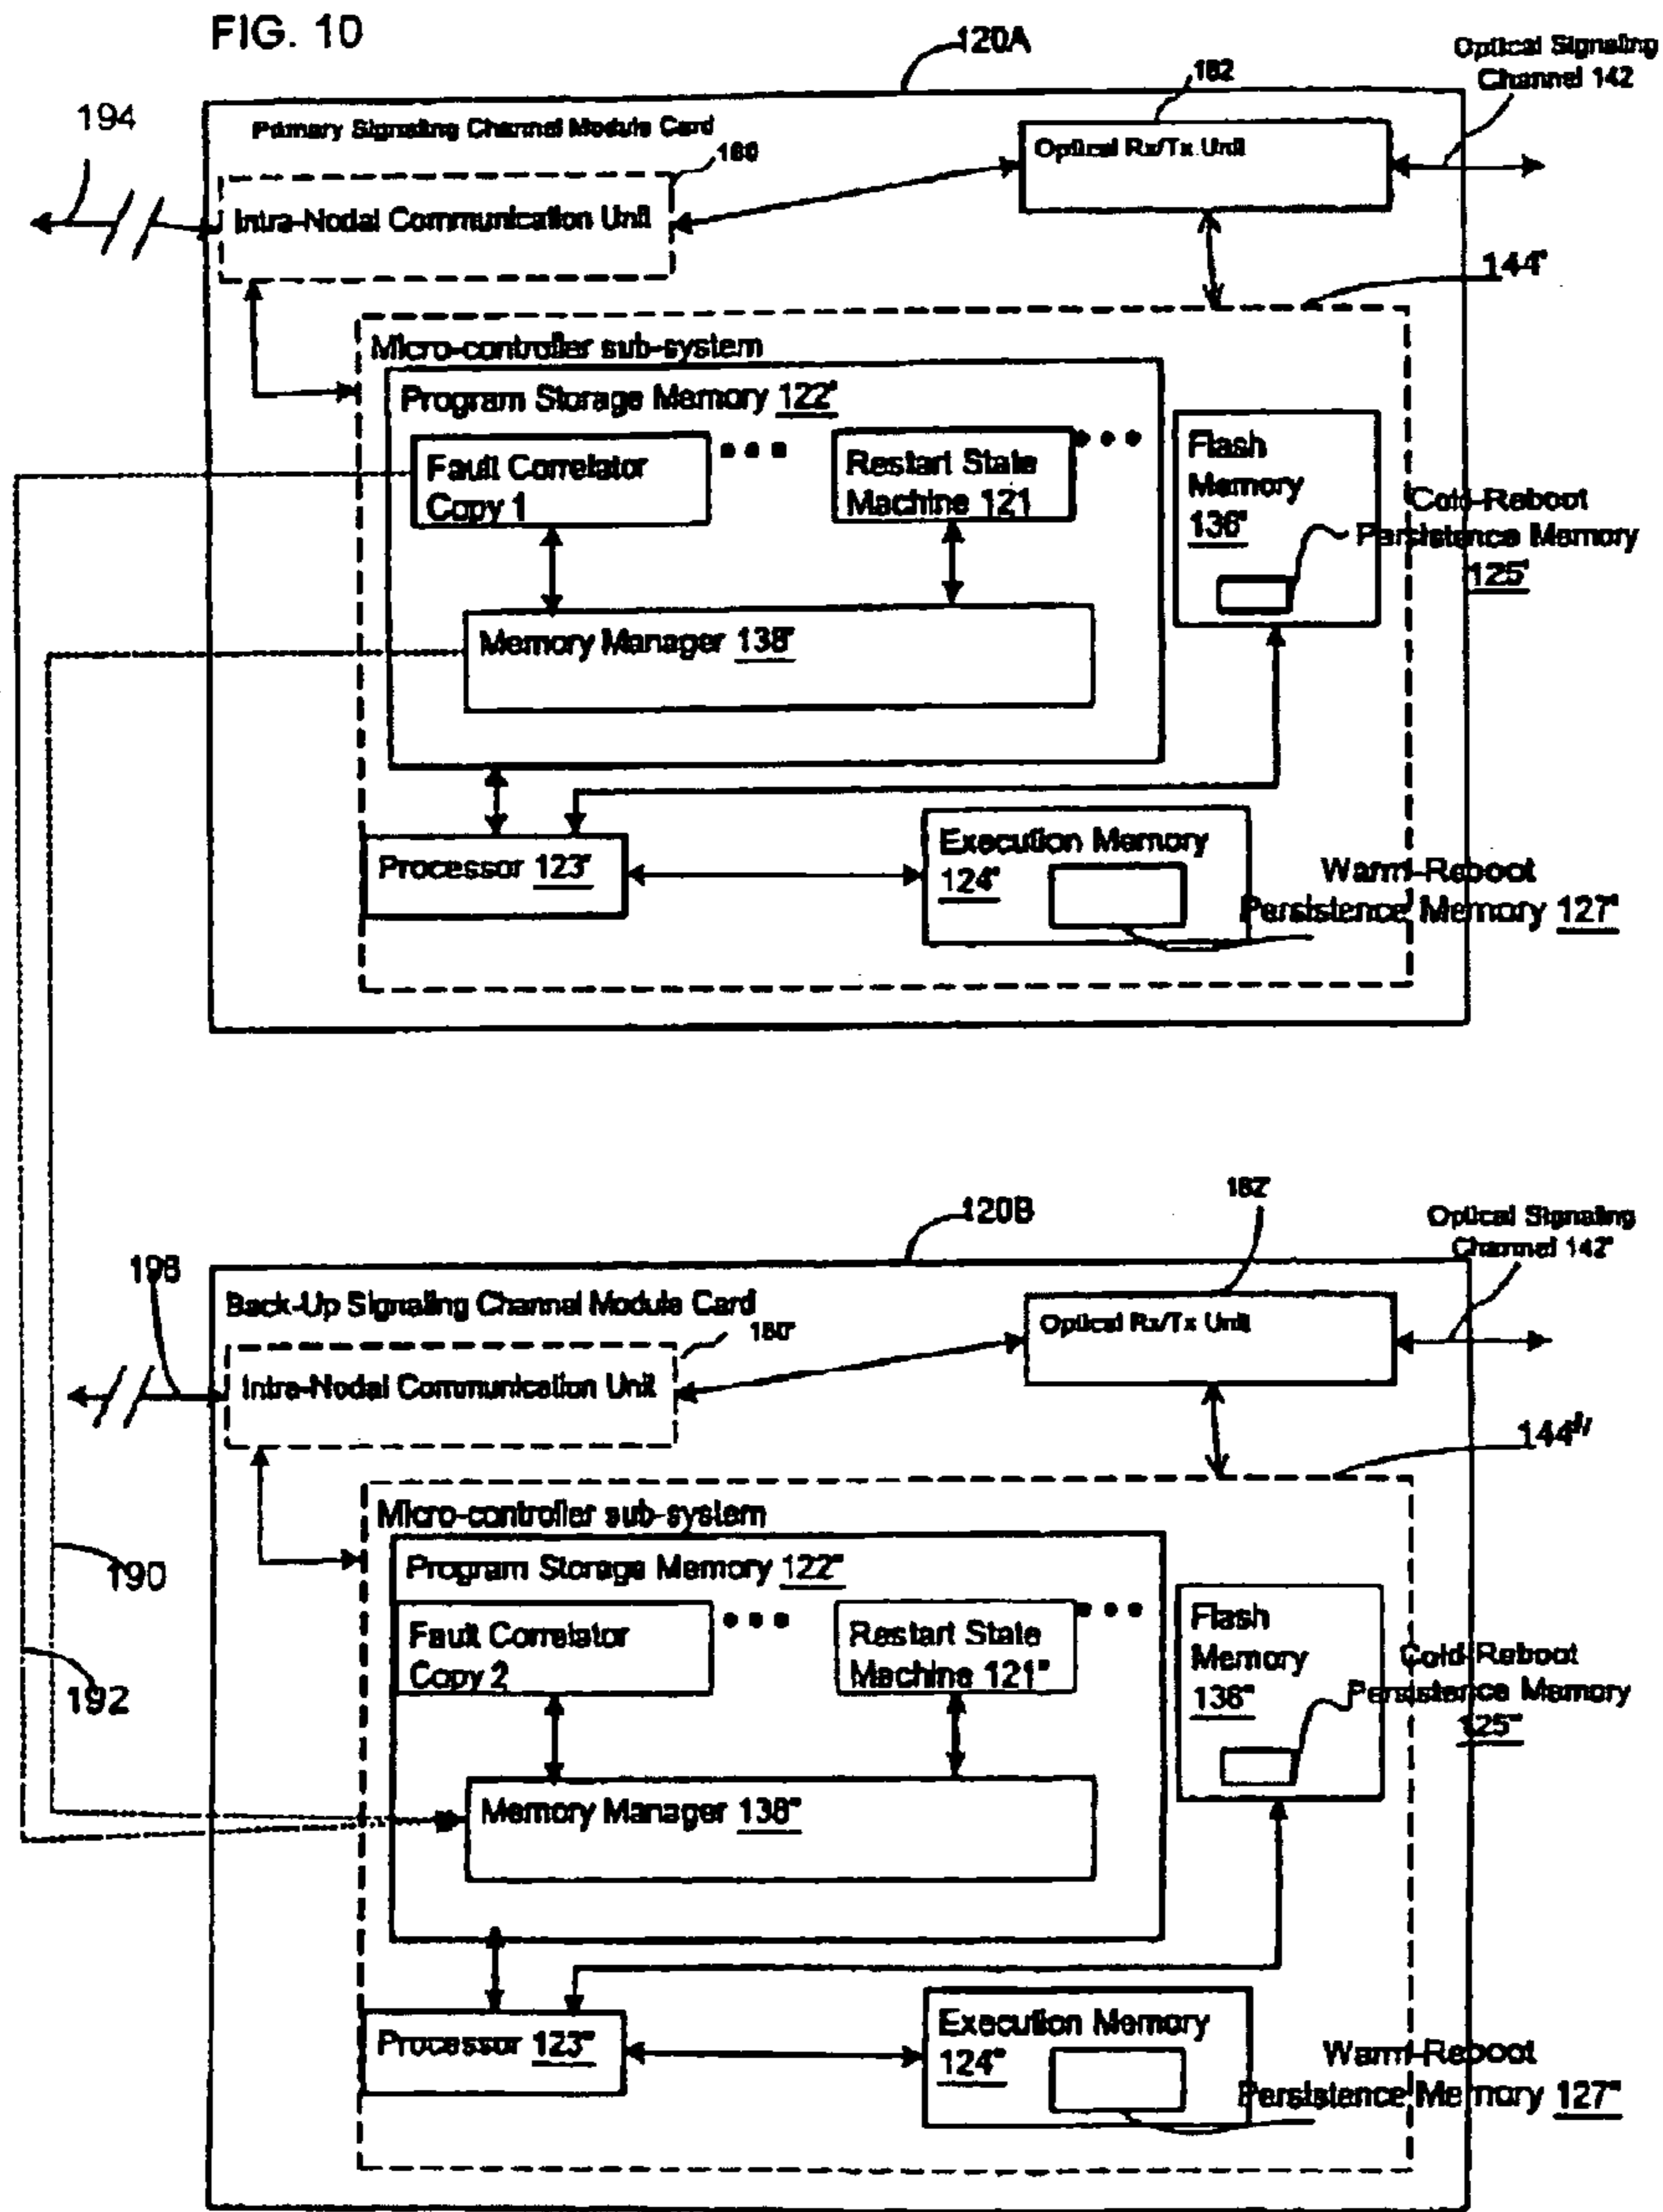 FIG. 10
120A
Optical Signaling
Channel 142
182
194
Primary Signaling Channel Module Card
Optical Rx/Tx Unit
Intra-Nodal Communication Unit
144'
Micro-controller sub-system
Program Storage Memory 122'
Fault Correlator
Copy 1
Restart State
Machine 121
Flash
Memory
136'
Cold-Reboot
Persistence Memory
125'
Memory Manager 138'
Processor 123'
Execution Memory
124'
Warm-Reboot
Persistence Memory 127'
120B
182'
Optical Signaling
Channel 142'
198
Back-Up Signaling Channel Module Card
180'
Optical Rx/Tx Unit
Intra-Nodal Communication Unit
144"
Micro-controller sub-system
Program Storage Memory 122"
190
Fault Correlator
Copy 2
Restart State
Machine 121"
Flash
Memory
136"
Cold-Reboot
Persistence Memory
125"
192
Memory Manager 138"
Processor 123"
Execution Memory
124"
Warm-Reboot
Persistence Memory 127"